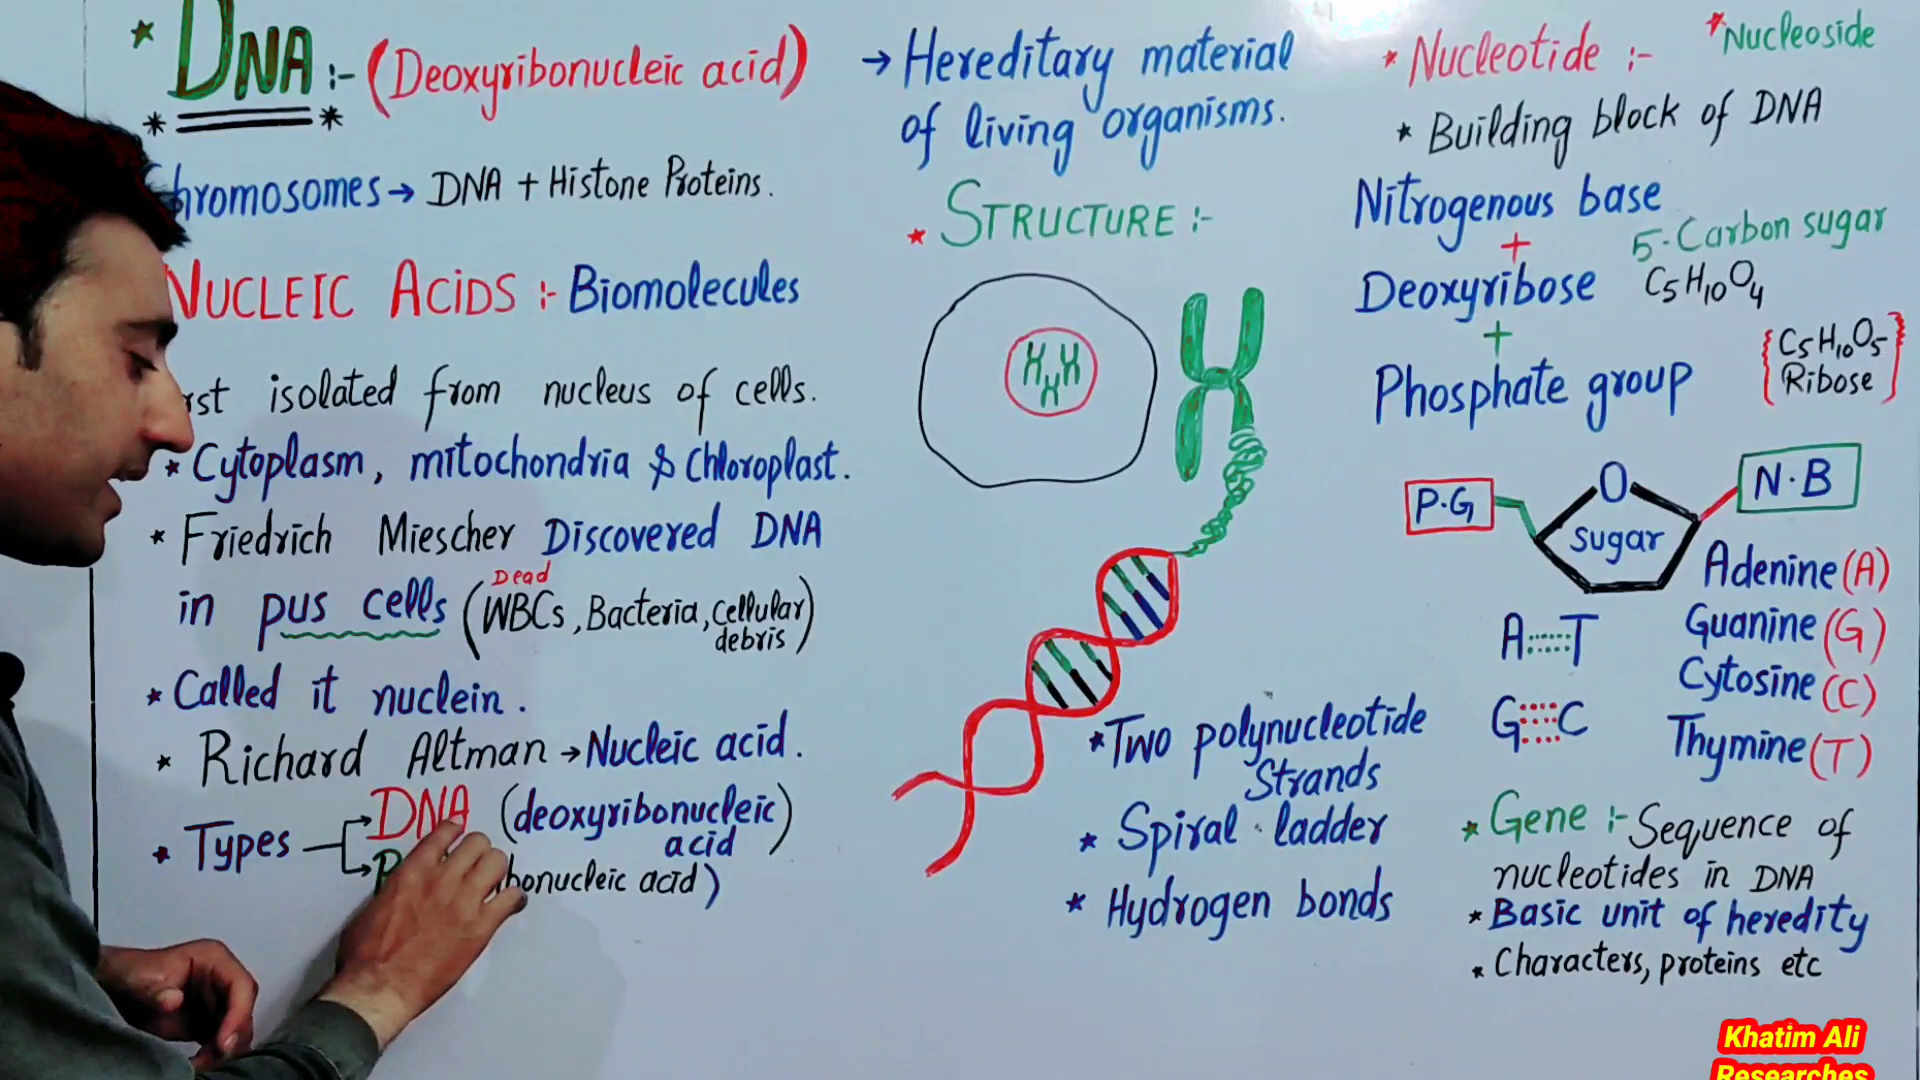 * DNA :- (Deoxyribonucleic acid)
hromosomes → DNA + Histone Proteins.
NUCLEIC ACiDS :- Biomolecules
rst isolated from nucleus of cells.
* Cytoplasm, mitochondria & Chloroplast.
* Friedrich Miescher Discovered DNA
Dead
in pus cells (WBCs, Bacteria, cellular
debris)
* Called it nuclein.
* Richard Altman → Nucleic acid.
* Types → DNA (deoxyribonucleic
acid)
bonucleic acid)
→ Hereditary material
of living organisms.
* STRUCTURE :-
* Two polynucleotide
Strands
* Spiral ladder
* Hydrogen bonds
* Nucleotide :- * Nucleoside
* Building block of DNA
Nitrogenous base
+
5-Carbon sugar
Deoxyribose C5H10O4
+
Phosphate group
{C5H10O5
Ribose}
P.G O N.B
sugar
Adenine (A)
Guanine (G)
Cytosine (C)
Thymine (T)
A T
G C
* Gene :- Sequence of
nucleotides in DNA
* Basic unit of heredity
* Characters, proteins etc
Khatim Ali
Researches